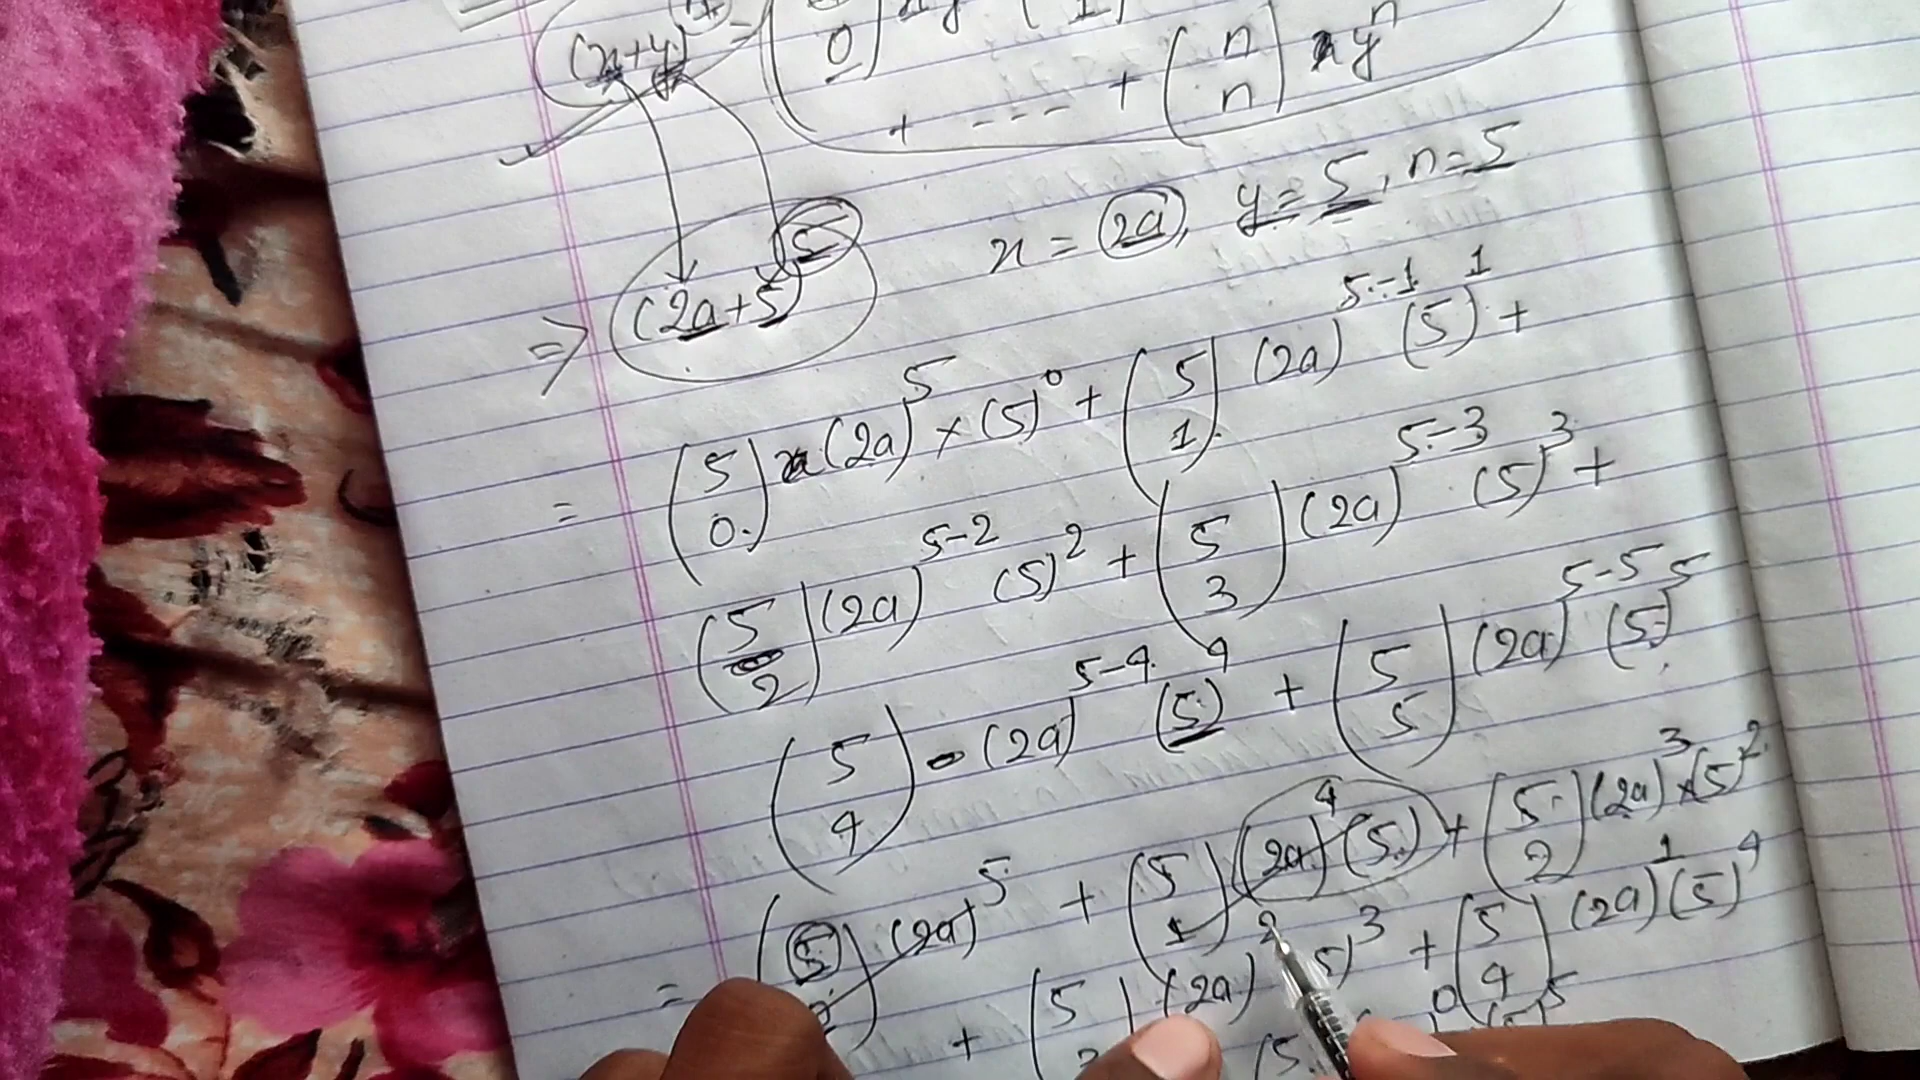 (x+y)ⁿ = (n 0) xy (n 1)
+ --- + (n n) y^n
x = 2a, y = 5, n = 5
=> (2a+5)^5
= (5 0) (2a)^5 × (5)^0 + (5 1) (2a)^5-1 (5)^1 +
(5 2) (2a)^5-2 (5)^2 + (5 3) (2a)^5-3 (5)^3 +
(5 4) (2a)^5-4 (5)^4 + (5 5) (2a)^5-5 (5)^5
= (5 0) (2a)^5 + (5 1) (2a)^4 (5) + (5 2) (2a)^3 × (5)^2
+ (5 3) (2a)^2 (5)^3 + (5 4) (2a)^1 (5)^4